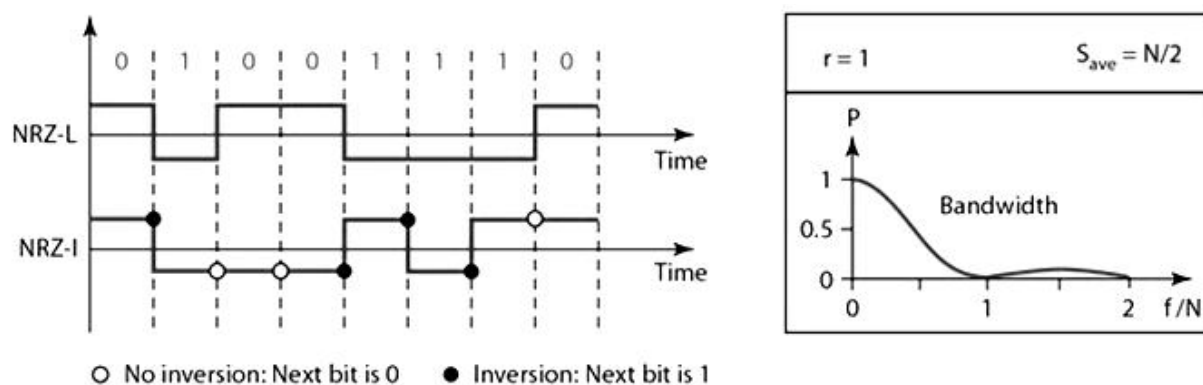 0 1 0 0 1 1 1 0
NRZ-L
Time
NRZ-I
Time
○ No inversion: Next bit is 0 ● Inversion: Next bit is 1
r = 1 S_ave = N/2
P
1
Bandwidth
0.5
0
0 1 2 f/N